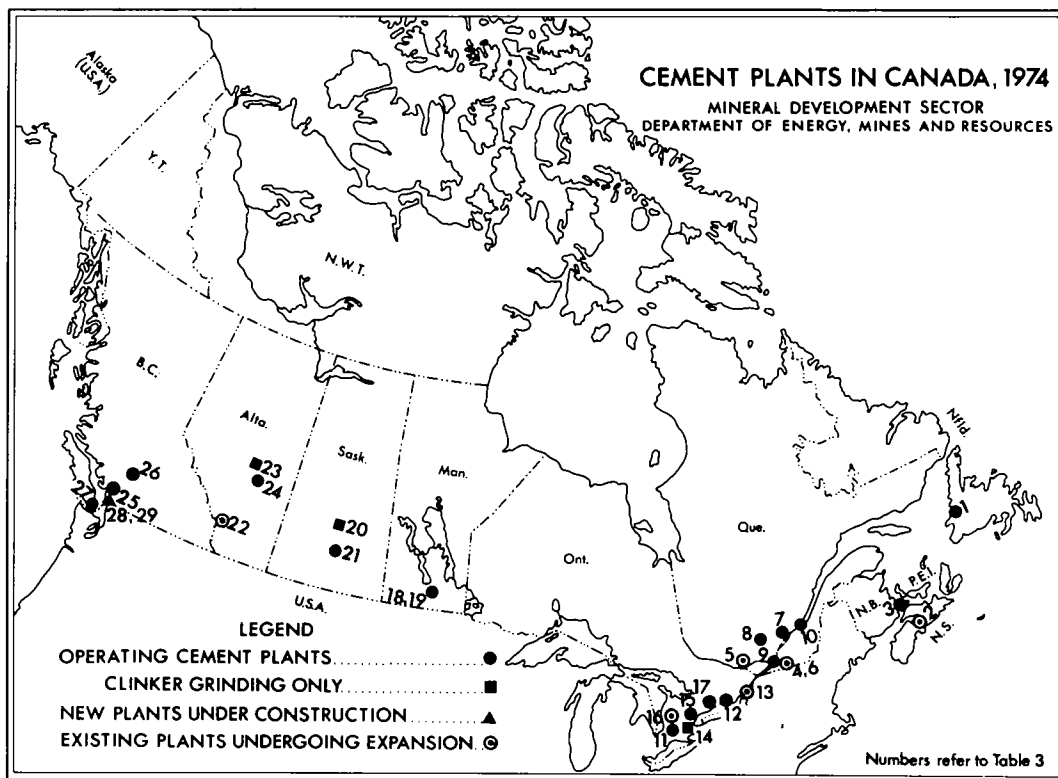 CEMENT PLANTS IN CANADA, 1974
MINERAL DEVELOPMENT SECTOR
DEPARTMENT OF ENERGY, MINES AND RESOURCES
Alaska
(U.S.A.)
Y.T.
N.W.T.
B.C.
Alta.
Sask.
Man.
Ont.
Que.
Nfld.
P.E.I.
N.B.
N.S.
U.S.A.
26
27
25
28, 29
23
24
22
20
21
18,19
1
3
2
7
8
10
5
9
4,6
13
17
15
12
16
11
14
LEGEND
OPERATING CEMENT PLANTS
CLINKER GRINDING ONLY
NEW PLANTS UNDER CONSTRUCTION
EXISTING PLANTS UNDERGOING EXPANSION
Numbers refer to Table 3